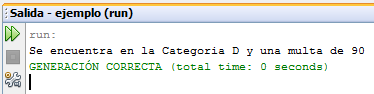 Salida - ejemplo (run)
run:
Se encuentra en la Categoria D y una multa de 90
GENERACIÓN CORRECTA (total time: 0 seconds)